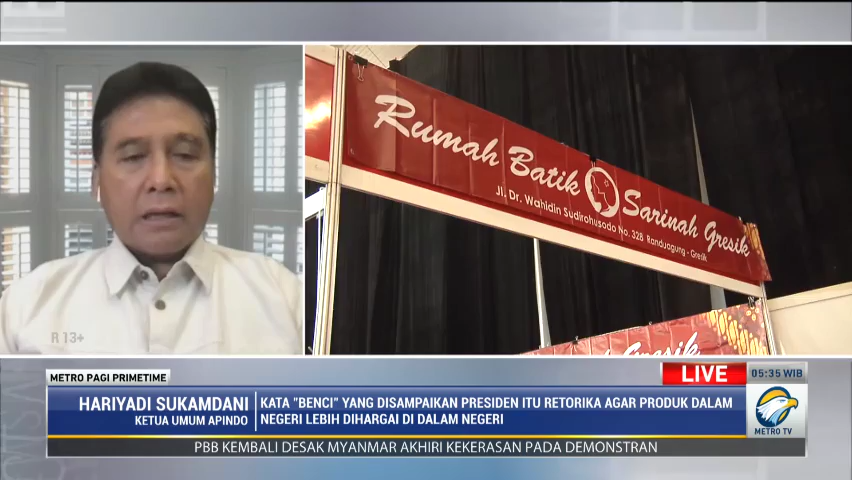 Rumah Batik Sarinah Gresik
Jl. Dr. Wahidin Sudirohusodo No. 328 Randuagung - Gresik
Gresik
R 13+
METRO PAGI PRIMETIME
LIVE
05:35 WIB
HARIYADI SUKAMDANI
KETUA UMUM APINDO
KATA "BENCI" YANG DISAMPAIKAN PRESIDEN ITU RETORIKA AGAR PRODUK DALAM
NEGERI LEBIH DIHARGAI DI DALAM NEGERI
METRO TV
PBB KEMBALI DESAK MYANMAR AKHIRI KEKERASAN PADA DEMONSTRAN